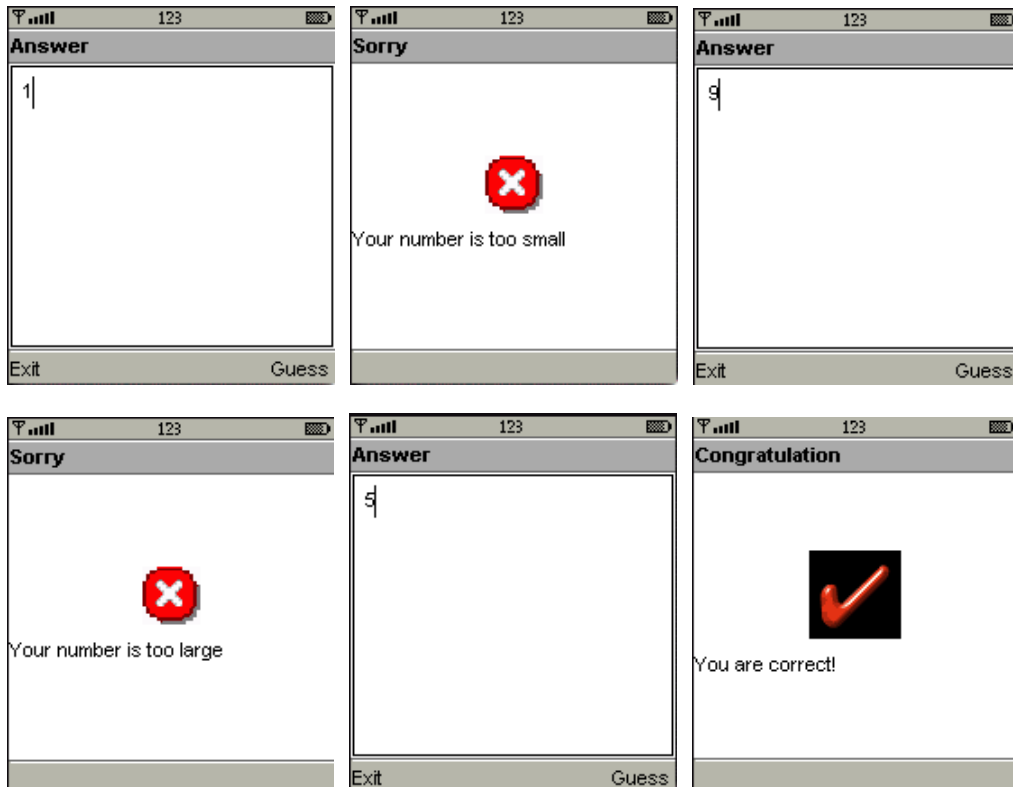 123
Answer
1
Exit Guess
123
Sorry
Your number is too small
123
Answer
9
Exit Guess
123
Sorry
Your number is too large
123
Answer
5
Exit Guess
123
Congratulation
You are correct!